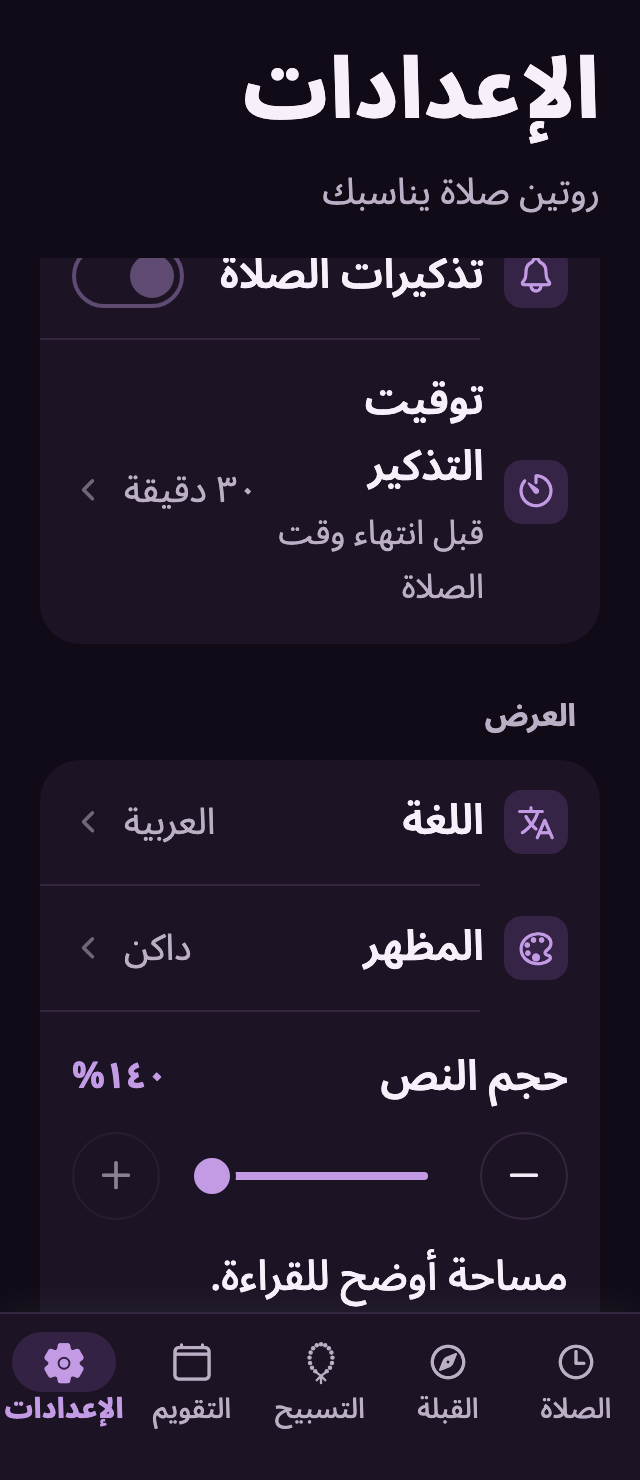 الإعدادات
روتين صلاة يناسبك
تذكيرات الصلاة
توقيت
التذكير
٣٠ دقيقة
قبل انتهاء وقت
الصلاة
العرض
اللغة
العربية
المظهر
داكن
حجم النص
١٤٠%
مساحة أوضح للقراءة.
الصلاة
القبلة
التسبيح
التقويم
الإعدادات